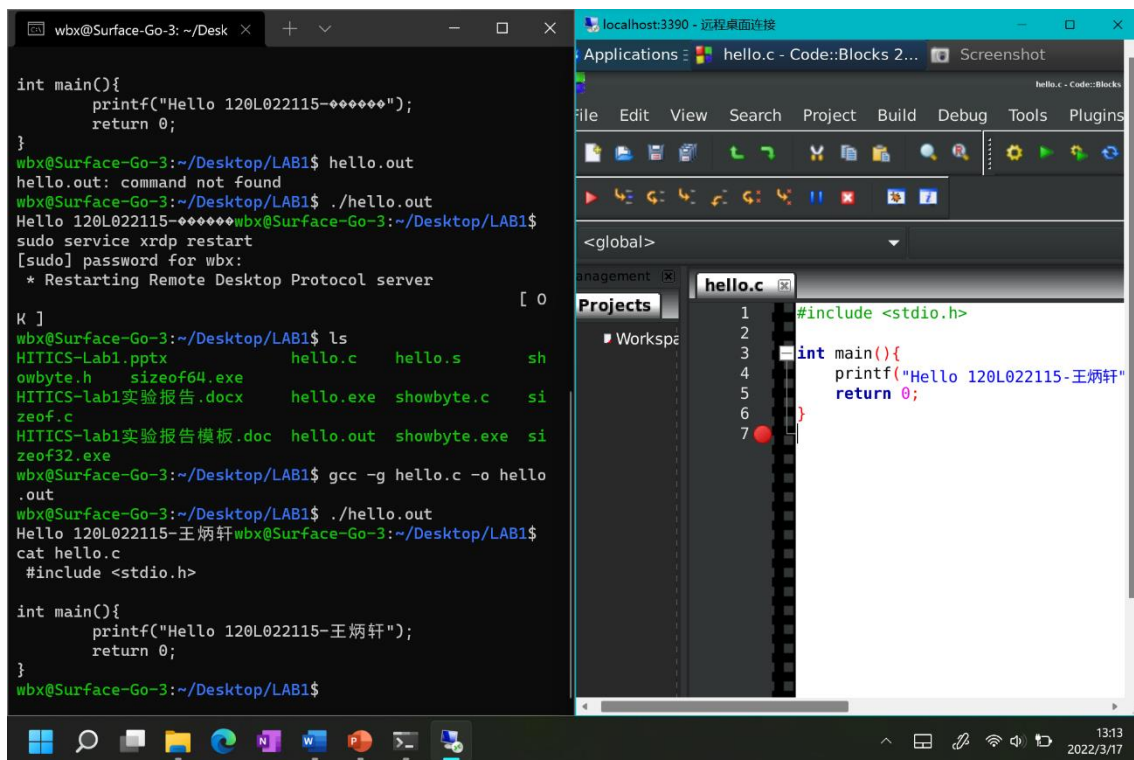 wbx@Surface-Go-3: ~/Desk
int main(){
printf("Hello 120L022115-������");
return 0;
}
wbx@Surface-Go-3:~/Desktop/LAB1$ hello.out
hello.out: command not found
wbx@Surface-Go-3:~/Desktop/LAB1$ ./hello.out
Hello 120L022115-������wbx@Surface-Go-3:~/Desktop/LAB1$
sudo service xrdp restart
[sudo] password for wbx:
* Restarting Remote Desktop Protocol server
[ O
K ]
wbx@Surface-Go-3:~/Desktop/LAB1$ ls
HITICS-Lab1.pptx hello.c hello.s sh
owbyte.h sizeof64.exe
HITICS-lab1实验报告.docx hello.exe showbyte.c si
zeof.c
HITICS-lab1实验报告模板.doc hello.out showbyte.exe si
zeof32.exe
wbx@Surface-Go-3:~/Desktop/LAB1$ gcc -g hello.c -o hello
.out
wbx@Surface-Go-3:~/Desktop/LAB1$ ./hello.out
Hello 120L022115-王炳轩wbx@Surface-Go-3:~/Desktop/LAB1$
cat hello.c
#include <stdio.h>
int main(){
printf("Hello 120L022115-王炳轩");
return 0;
}
wbx@Surface-Go-3:~/Desktop/LAB1$
localhost:3390 - 远程桌面连接
Applications hello.c - Code::Blocks 2... Screenshot
hello.c - Code::Blocks
File Edit View Search Project Build Debug Tools Plugins
<global>
anagement
hello.c
Projects
Workspa
1 #include <stdio.h>
2
3 int main(){
4 printf("Hello 120L022115-王炳轩"
5 return 0;
6 }
7
13:13
2022/3/17